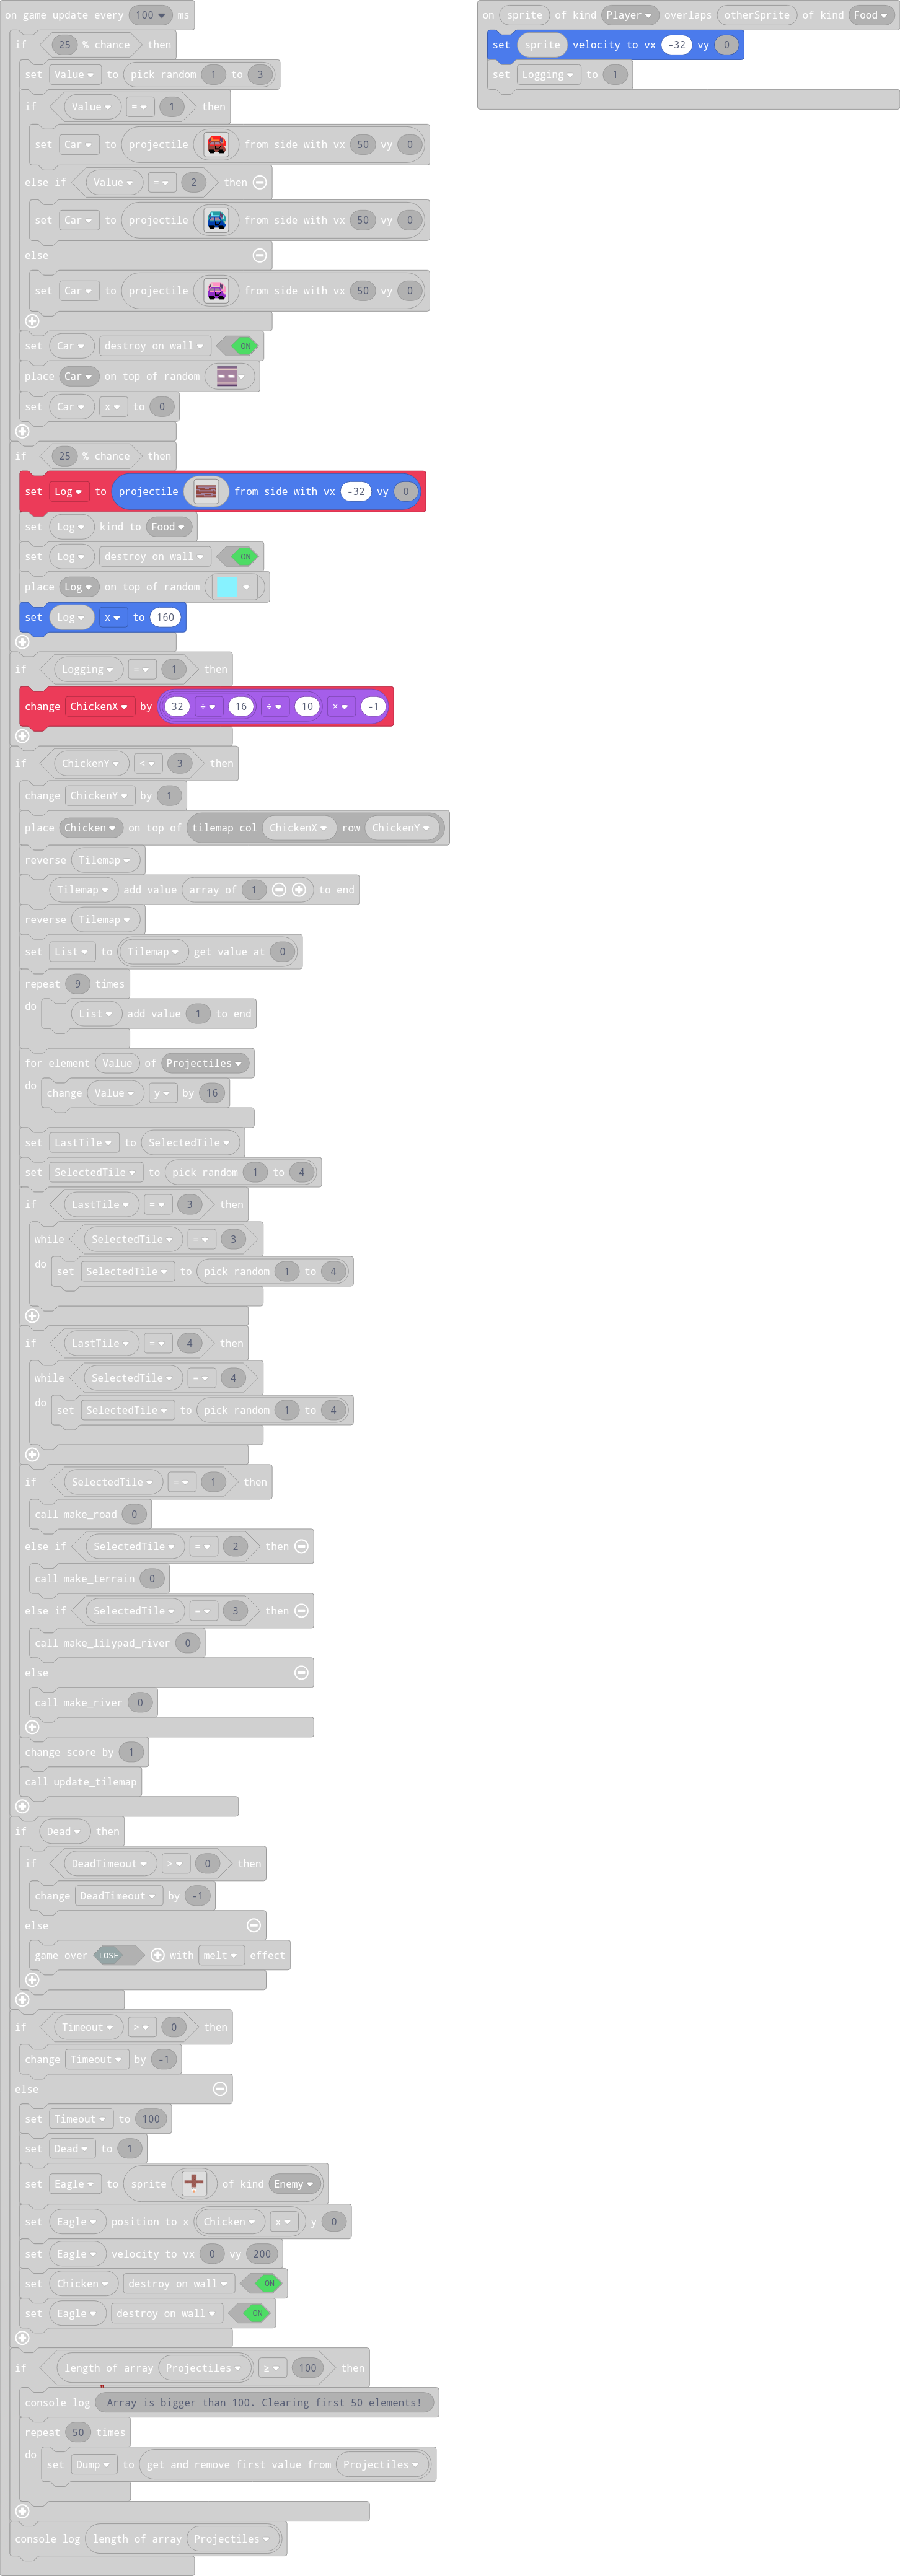 on game update every 100 ms
if 25 % chance then
set Value to pick random 1 to 3
if Value = 1 then
set Car to projectile from side with vx 50 vy 0
else if Value = 2 then
set Car to projectile from side with vx 50 vy 0
else
set Car to projectile from side with vx 50 vy 0
set Car destroy on wall ON
place Car on top of random
set Car x to 0
if 25 % chance then
set Log to projectile from side with vx -32 vy 0
set Log kind to Food
set Log destroy on wall ON
place Log on top of random
set Log x to 160
if Logging = 1 then
change ChickenX by 32 ÷ 16 ÷ 10 × -1
if ChickenY < 3 then
change ChickenY by 1
place Chicken on top of tilemap col ChickenX row ChickenY
reverse Tilemap
Tilemap add value array of 1 to end
reverse Tilemap
set List to Tilemap get value at 0
repeat 9 times
do
List add value 1 to end
for element Value of Projectiles
do
change Value y by 16
set LastTile to SelectedTile
set SelectedTile to pick random 1 to 4
if LastTile = 3 then
while SelectedTile = 3
do
set SelectedTile to pick random 1 to 4
if LastTile = 4 then
while SelectedTile = 4
do
set SelectedTile to pick random 1 to 4
if SelectedTile = 1 then
call make_road 0
else if SelectedTile = 2 then
call make_terrain 0
else if SelectedTile = 3 then
call make_lilypad_river 0
else
call make_river 0
change score by 1
call update_tilemap
if Dead then
if DeadTimeout > 0 then
change DeadTimeout by -1
else
game over LOSE with melt effect
if Timeout > 0 then
change Timeout by -1
else
set Timeout to 100
set Dead to 1
set Eagle to sprite of kind Enemy
set Eagle position to x Chicken x y 0
set Eagle velocity to vx 0 vy 200
set Chicken destroy on wall ON
set Eagle destroy on wall ON
if length of array Projectiles ≥ 100 then
console log Array is bigger than 100. Clearing first 50 elements!
repeat 50 times
do
set Dump to get and remove first value from Projectiles
console log length of array Projectiles
on sprite of kind Player overlaps otherSprite of kind Food
set sprite velocity to vx -32 vy 0
set Logging to 1